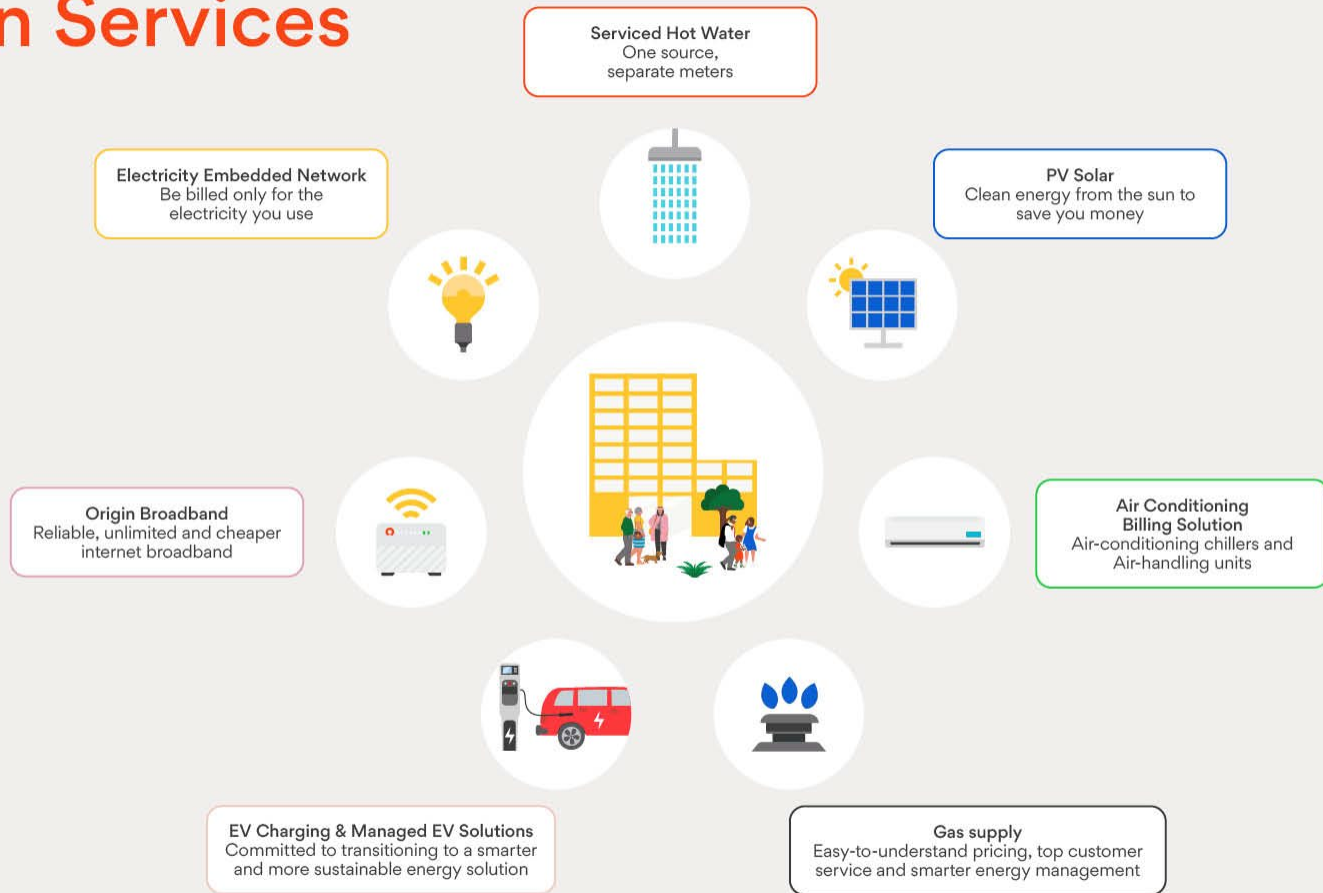 n Services
Serviced Hot Water
One source,
separate meters
Electricity Embedded Network
Be billed only for the
electricity you use
PV Solar
Clean energy from the sun to
save you money
Origin Broadband
Reliable, unlimited and cheaper
internet broadband
Air Conditioning
Billing Solution
Air-conditioning chillers and
Air-handling units
EV Charging & Managed EV Solutions
Committed to transitioning to a smarter
and more sustainable energy solution
Gas supply
Easy-to-understand pricing, top customer
service and smarter energy management